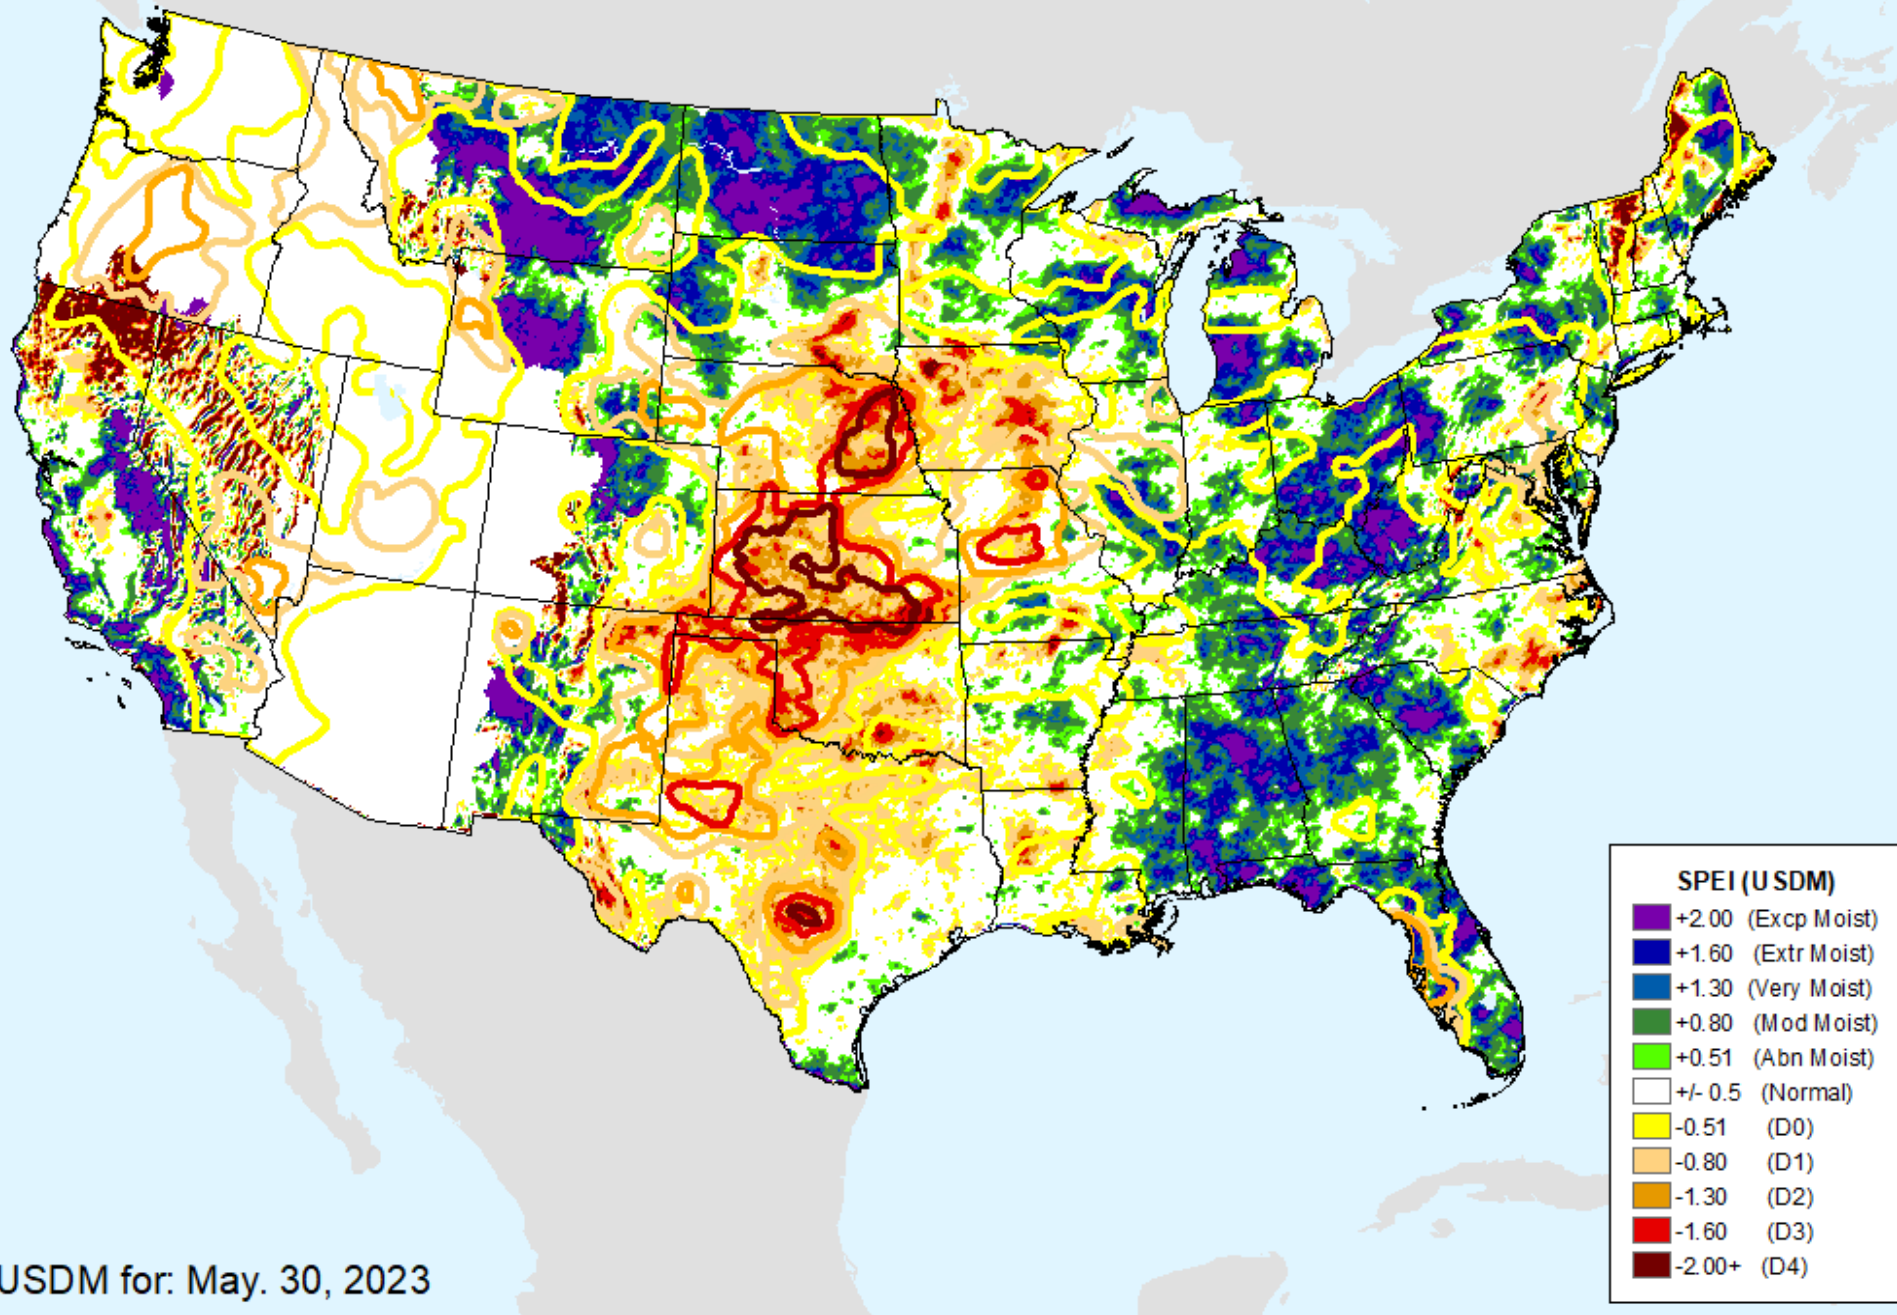 SPEI (USDM)
+2.00 (Excp Moist)
+1.60 (Extr Moist)
+1.30 (Very Moist)
+0.80 (Mod Moist)
+0.51 (Abn Moist)
+/- 0.5 (Normal)
-0.51 (D0)
-0.80 (D1)
-1.30 (D2)
-1.60 (D3)
-2.00+ (D4)
USDM for: May. 30, 2023